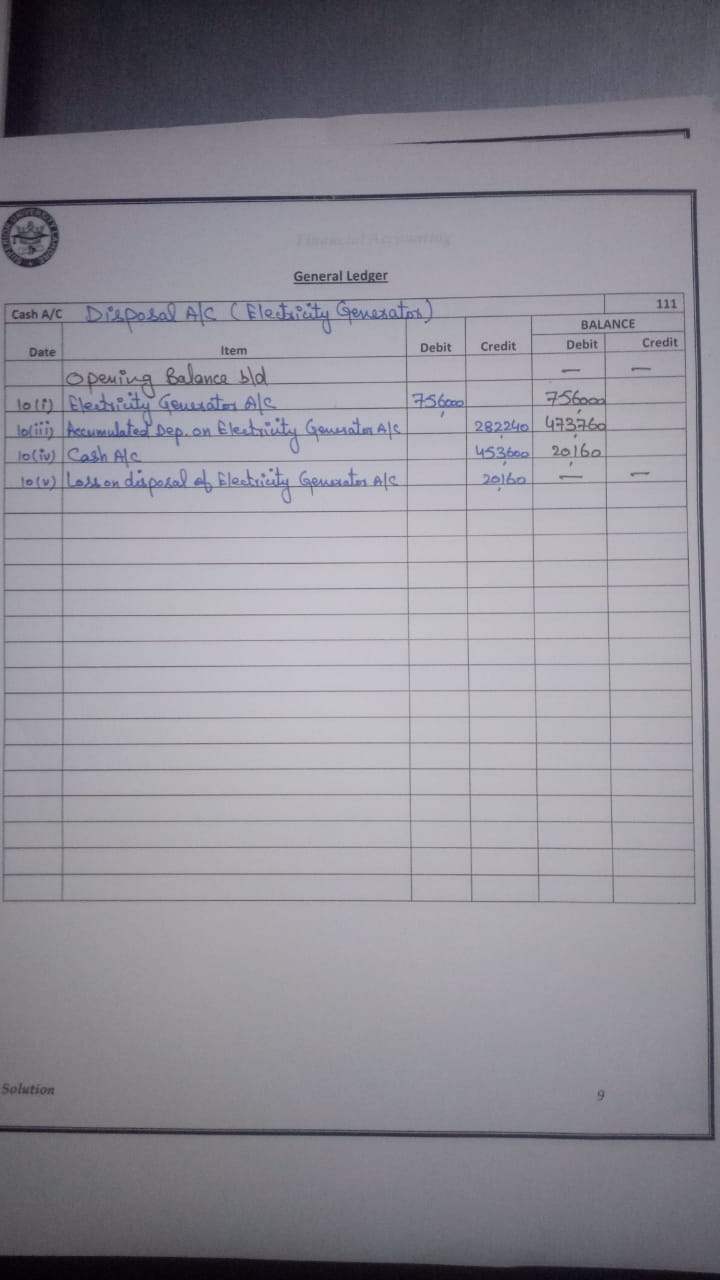 Financial Accounting
General Ledger
Cash A/C Disposal A/C (Electricity Generator) 111
BALANCE
Date Item Debit Credit Debit Credit
Opening Balance b/d — —
10(i) Electricity Generator A/C 756000 756000
10(iii) Accumulated Dep. on Electricity Generator A/C 282240 473760
10(iv) Cash A/C 453600 20160
10(v) Loss on disposal of Electricity Generator A/C 20160 — —
Solution 9